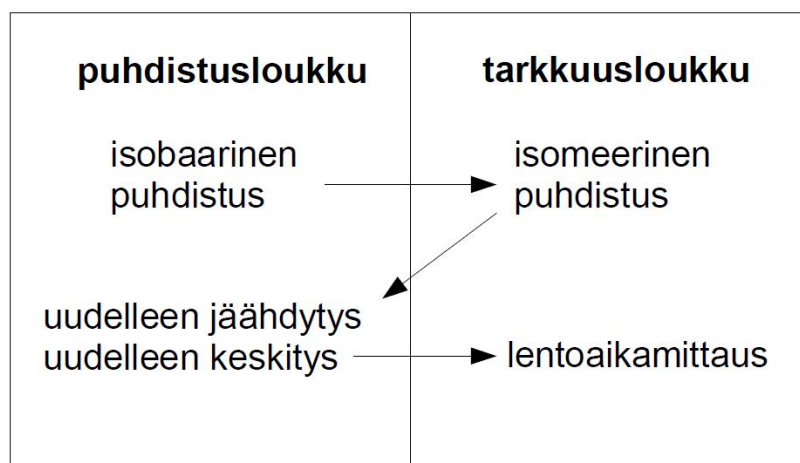 puhdistusloukku
isobaarinen
puhdistus
tarkkuusloukku
isomeerinen
puhdistus
uudelleen jäähdytys
uudelleen keskitys
lentoaikamittaus